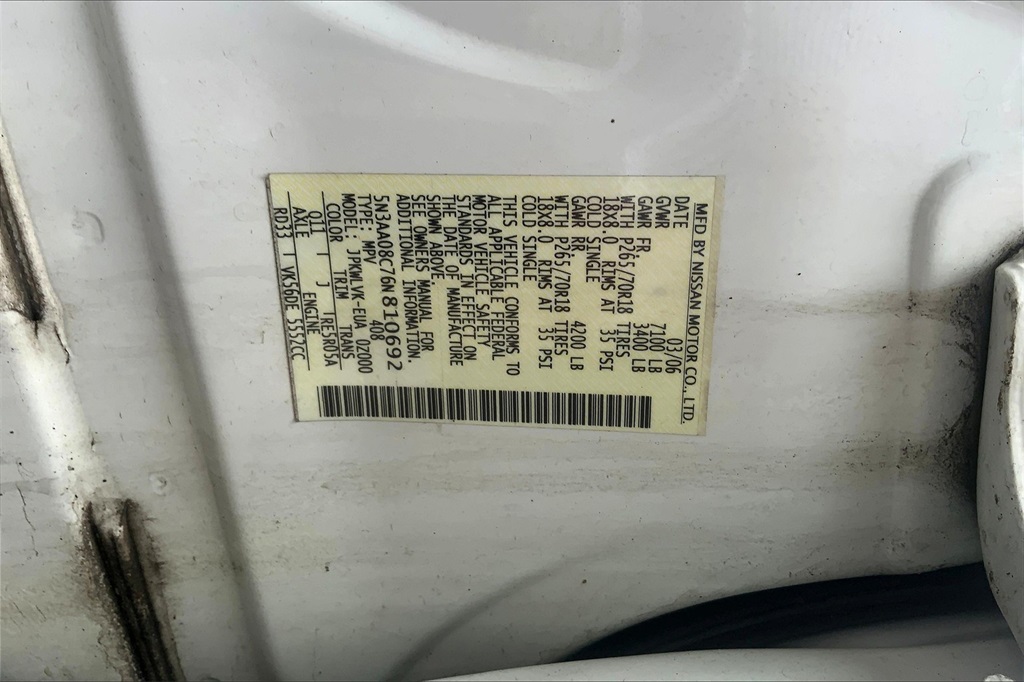 MFD BY NISSAN MOTOR CO., LTD.
DATE 03/06
GVWR 7100 LB
GAWR FR. 3400 LB
WITH P265/70R18 TIRES
18X8.0 RIMS AT 35 PSI
COLD SINGLE
GAWR RR. 4200 LB
WITH P265/70R18 TIRES
18X8.0 RIMS AT 35 PSI
COLD SINGLE
THIS VEHICLE CONFORMS TO
ALL APPLICABLE FEDERAL
MOTOR VEHICLE SAFETY
STANDARDS IN EFFECT ON
THE DATE OF MANUFACTURE
SHOWN ABOVE.
SEE OWNERS MANUAL FOR
ADDITIONAL INFORMATION.
5N3AA08C76N810692
TYPE: MPV 408
MODEL: JPKWLVK-EUA 02000
COLOR TRIM TRANS
Q11 | J |RE5R05A
AXLE ENGINE
RD33 | VK56DE 5552CC